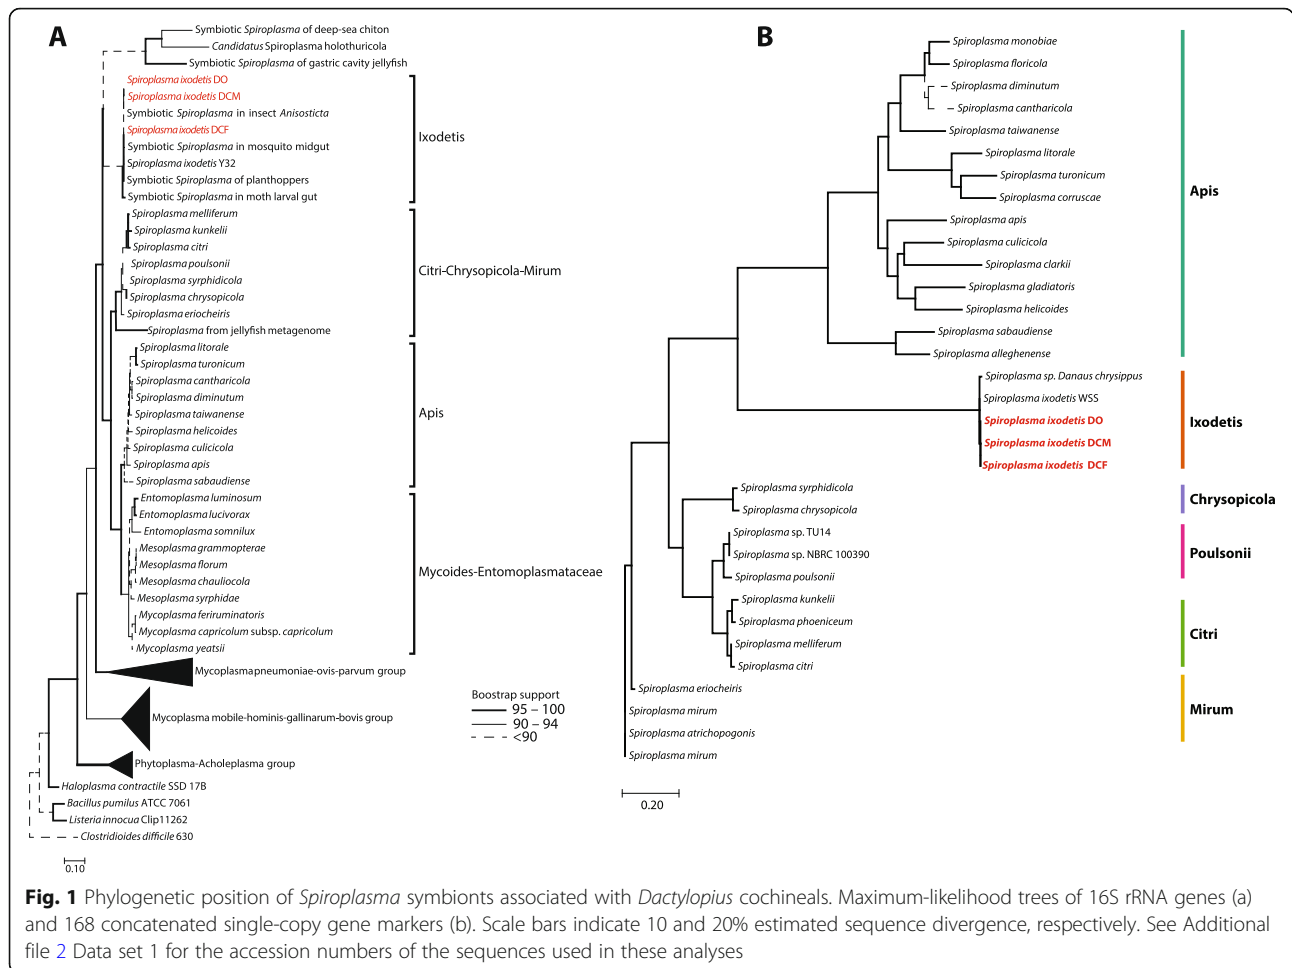 A
Symbiotic Spiroplasma of deep-sea chiton
Candidatus Spiroplasma holothuricola
Symbiotic Spiroplasma of gastric cavity jellyfish
Spiroplasma ixodetis DO
Spiroplasma ixodetis DCM
Symbiotic Spiroplasma in insect Anisosticta
Spiroplasma ixodetis DCF
Symbiotic Spiroplasma in mosquito midgut
Spiroplasma ixodetis Y32
Symbiotic Spiroplasma of planthoppers
Symbiotic Spiroplasma in moth larval gut
Ixodetis
Spiroplasma melliferum
Spiroplasma kunkelii
Spiroplasma citri
Spiroplasma poulsonii
Spiroplasma syrphidicola
Spiroplasma chrysopicola
Spiroplasma eriocheiris
Spiroplasma from jellyfish metagenome
Citri-Chrysopicola-Mirum
Spiroplasma litorale
Spiroplasma turonicum
Spiroplasma cantharicola
Spiroplasma diminutum
Spiroplasma taiwanense
Spiroplasma helicoides
Spiroplasma culicicola
Spiroplasma apis
Spiroplasma sabaudiense
Apis
Entomoplasma luminosum
Entomoplasma lucivorax
Entomoplasma somnilux
Mesoplasma grammopterae
Mesoplasma florum
Mesoplasma chauliocola
Mesoplasma syrphidae
Mycoplasma feriruminatoris
Mycoplasma capricolum subsp. capricolum
Mycoplasma yeatsii
Mycoides-Entomoplasmataceae
Mycoplasmapneumoniae-ovis-parvum group
Mycoplasma mobile-hominis-gallinarum-bovis group
Phytoplasma-Acholeplasma group
Haloplasma contractile SSD 17B
Bacillus pumilus ATCC 7061
Listeria innocua Clip11262
Clostridioides difficile 630
0.10
Boostrap support
95 – 100
90 – 94
<90
B
Spiroplasma monobiae
Spiroplasma floricola
Spiroplasma diminutum
Spiroplasma cantharicola
Spiroplasma taiwanense
Spiroplasma litorale
Spiroplasma turonicum
Spiroplasma corruscae
Spiroplasma apis
Spiroplasma culicicola
Spiroplasma clarkii
Spiroplasma gladiatoris
Spiroplasma helicoides
Spiroplasma sabaudiense
Spiroplasma alleghenense
Apis
Spiroplasma sp. Danaus chrysippus
Spiroplasma ixodetis WSS
Spiroplasma ixodetis DO
Spiroplasma ixodetis DCM
Spiroplasma ixodetis DCF
Ixodetis
Spiroplasma syrphidicola
Spiroplasma chrysopicola
Chrysopicola
Spiroplasma sp. TU14
Spiroplasma sp. NBRC 100390
Spiroplasma poulsonii
Poulsonii
Spiroplasma kunkelii
Spiroplasma phoeniceum
Spiroplasma melliferum
Spiroplasma citri
Citri
Spiroplasma eriocheiris
Spiroplasma mirum
Spiroplasma atrichopogonis
Spiroplasma mirum
Mirum
0.20
Fig. 1 Phylogenetic position of Spiroplasma symbionts associated with Dactylopius cochineals. Maximum-likelihood trees of 16S rRNA genes (a)
and 168 concatenated single-copy gene markers (b). Scale bars indicate 10 and 20% estimated sequence divergence, respectively. See Additional
file 2 Data set 1 for the accession numbers of the sequences used in these analyses